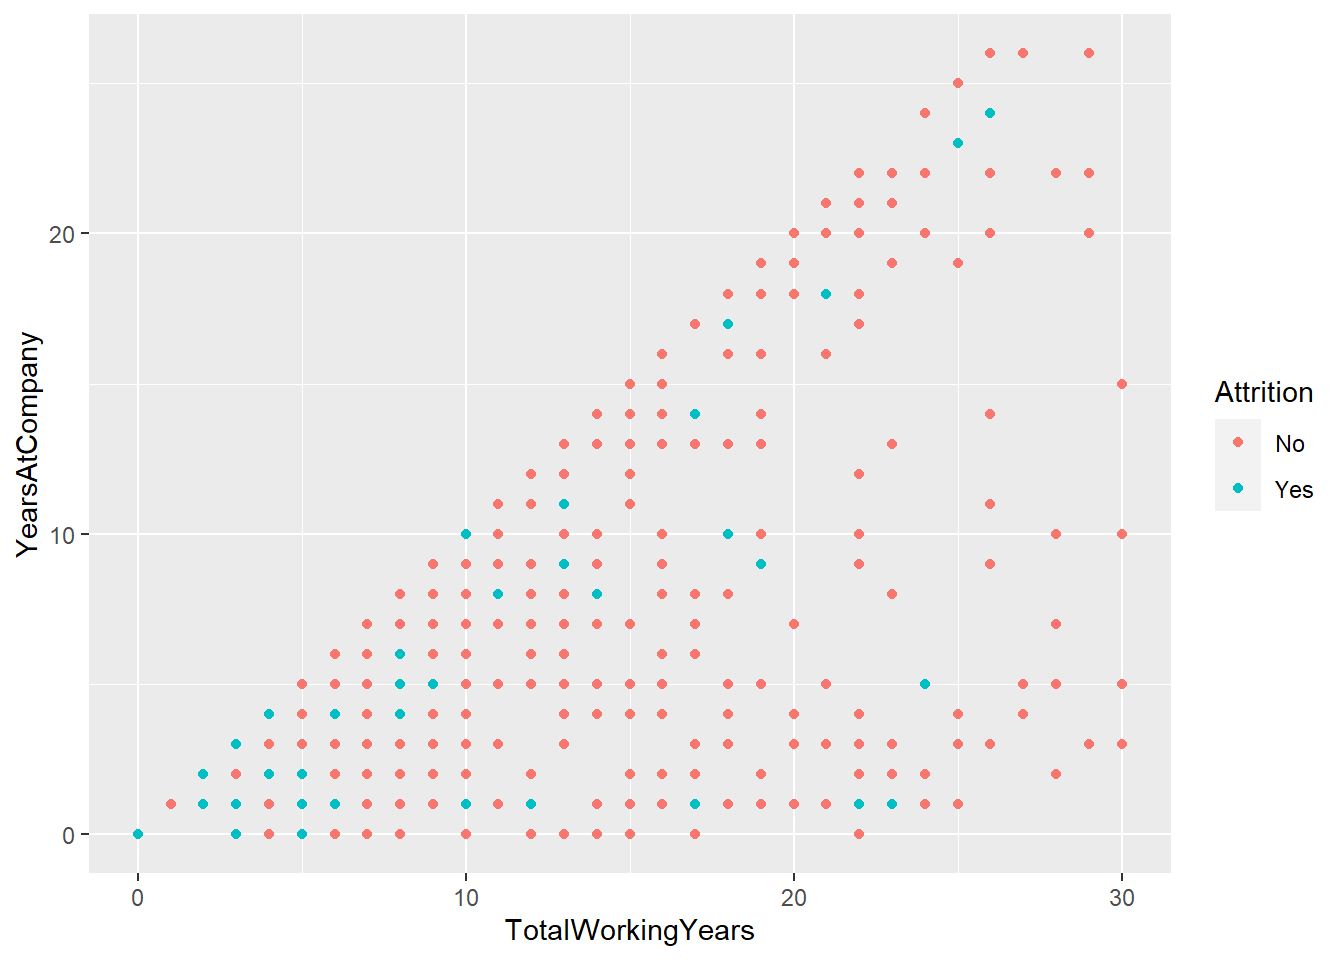 YearsAtCompany
20
10
0
0 10 20 30
TotalWorkingYears
Attrition
No
Yes